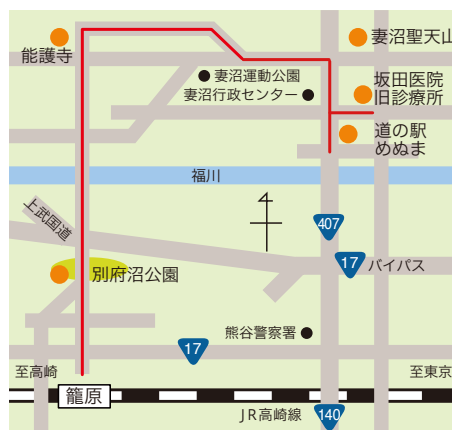 能護寺
妻沼聖天山
妻沼運動公園
妻沼行政センター
坂田医院
旧診療所
道の駅
めぬま
福川
上武国道
407
17
バイパス
別府沼公園
熊谷警察署
17
至高崎
至東京
籠原
JR高崎線
140